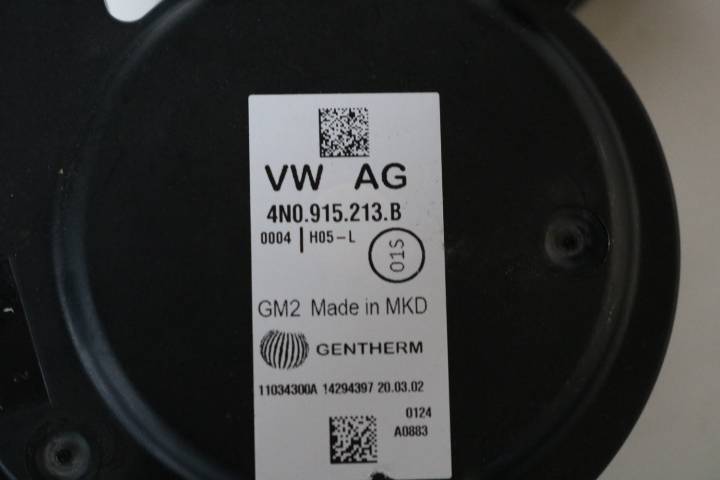 VW AG
4N0.915.213.B
0004 | H05-L
01S
GM2 Made in MKD
GENTHERM
11034300A 14294397 20.03.02
0124
A0883